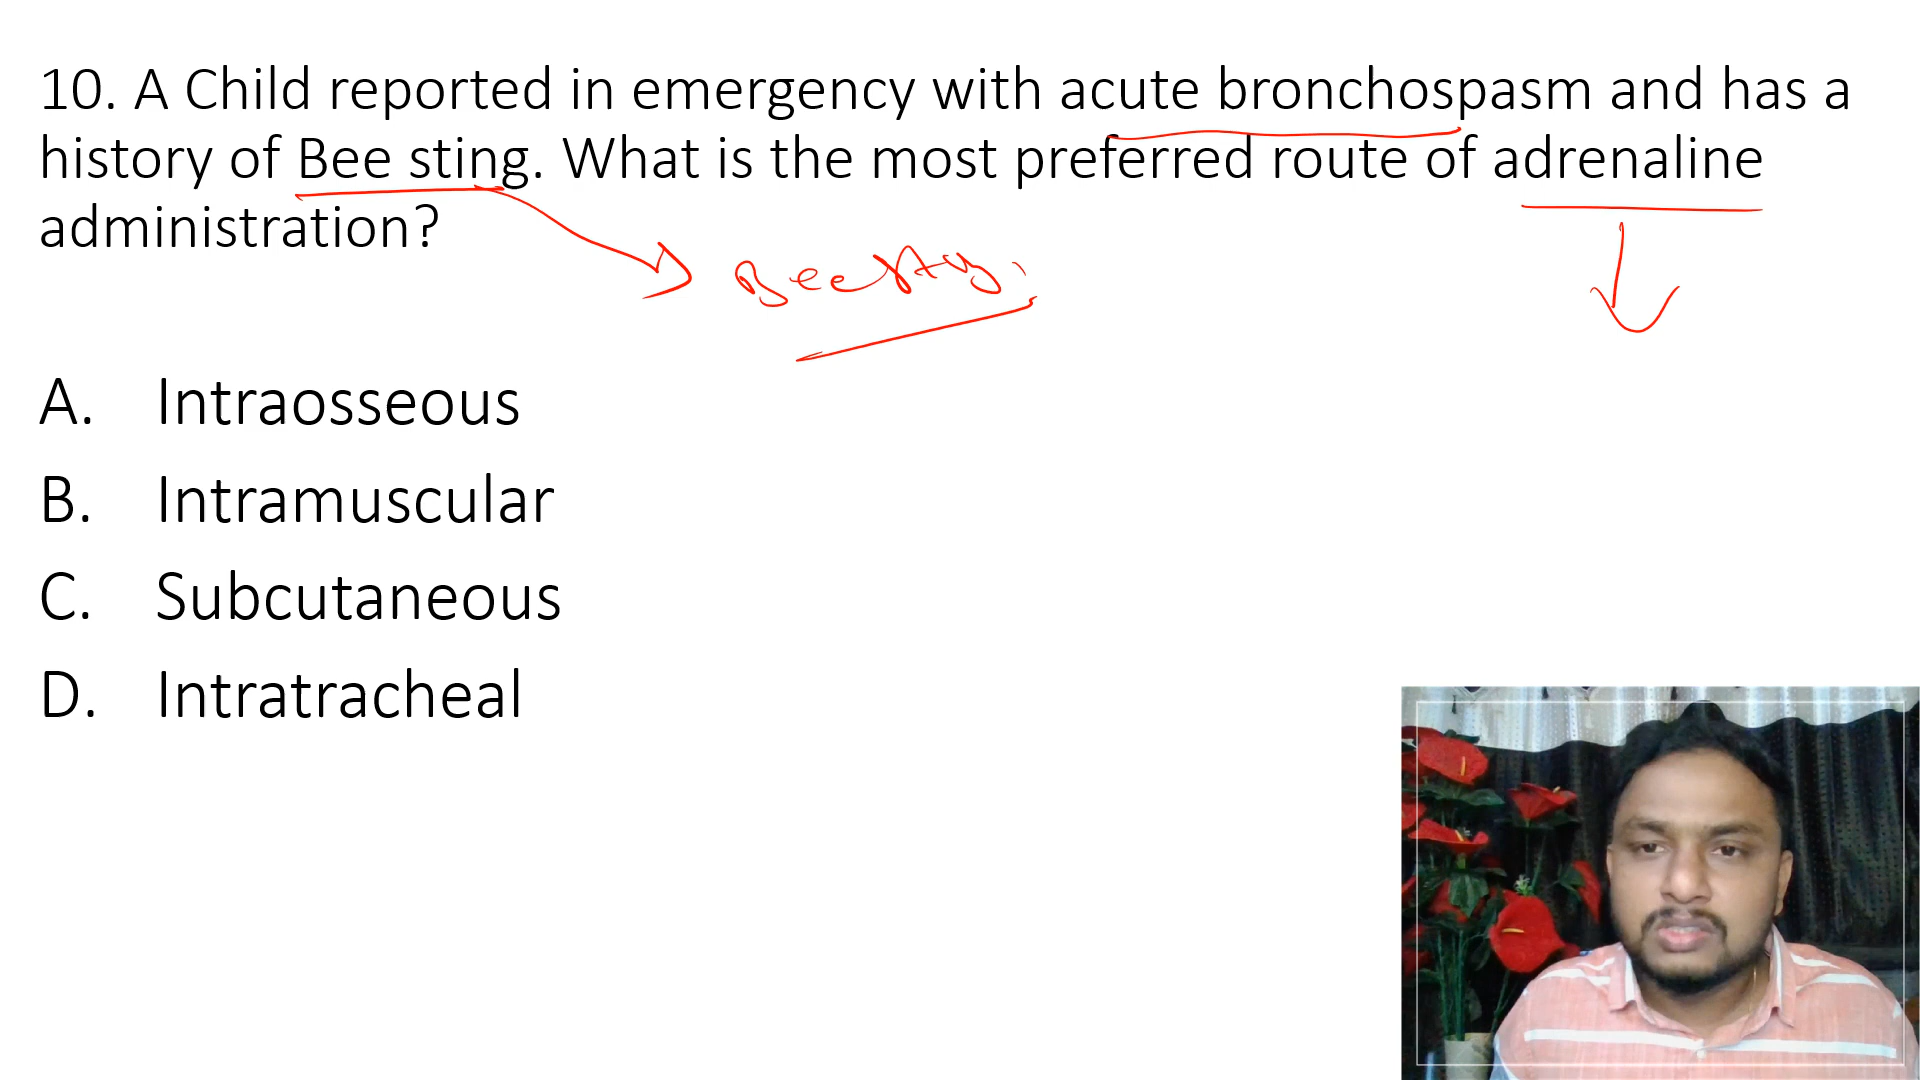 10. A Child reported in emergency with acute bronchospasm and has a
history of Bee sting. What is the most preferred route of adrenaline
administration?
A. Intraosseous
B. Intramuscular
C. Subcutaneous
D. Intratracheal